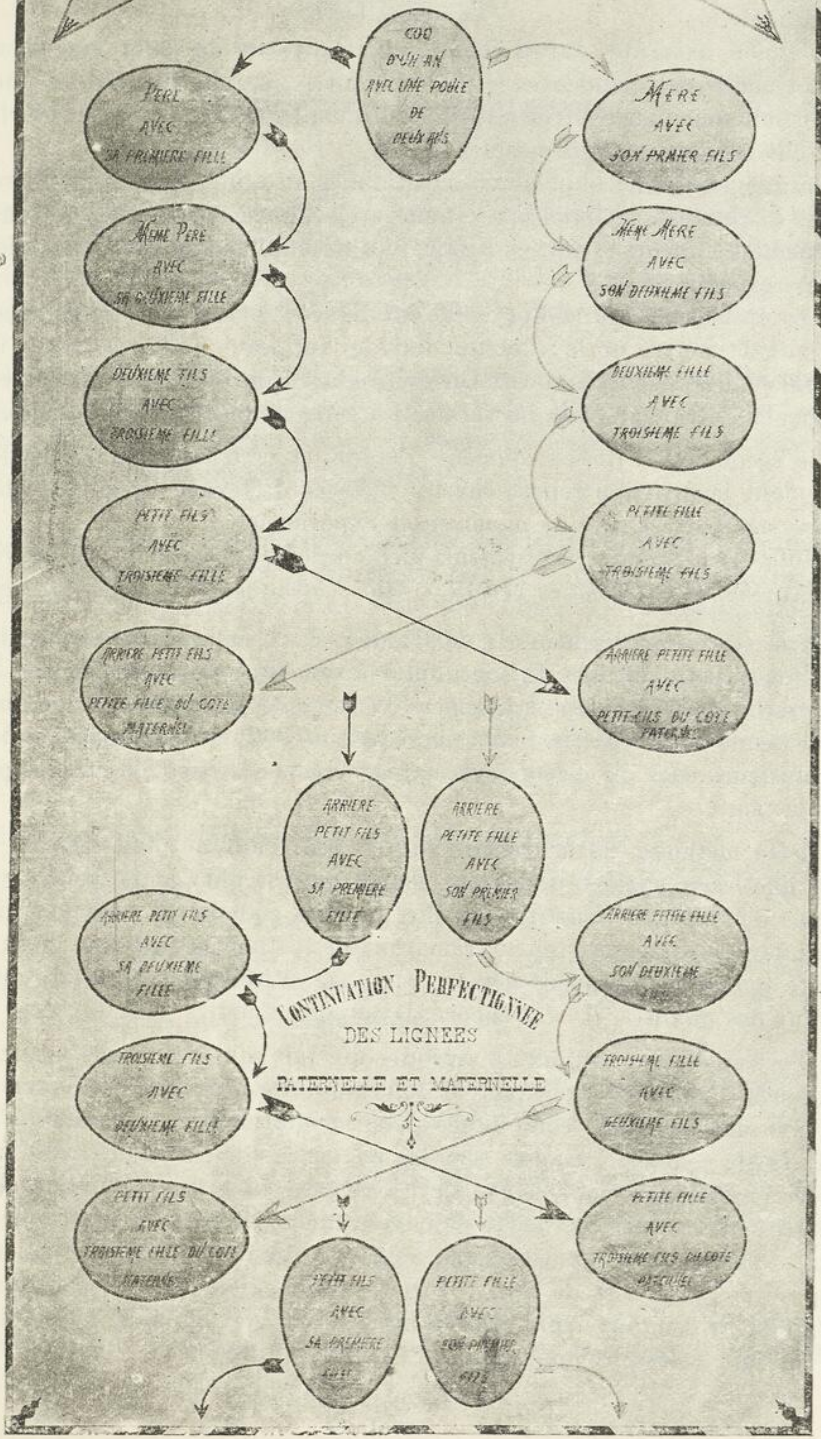 COQ
D'UN AN
AVEC UNE POULE
DE
DEUX ANS
PERE
AVEC
SA PREMIERE FILLE
MERE
AVEC
SON PRMIER FILS
MEME PERE
AVEC
SA DEUXIEME FILLE
MEME MERE
AVEC
SON DEUXIEME FILS
DEUXIEME FILS
AVEC
TROISIEME FILLE
DEUXIEME FILLE
AVEC
TROISIEME FILS
PETIT FILS
AVEC
TROISIEME FILLE
PETITE FILLE
AVEC
TROISIEME FILS
ARRIERE PETIT FILS
AVEC
PETITE FILLE DU COTE
MATERNEL
ARRIERE PETITE FILLE
AVEC
PETIT FILS DU COTE
PATERNEL
ARRIERE
PETIT FILS
AVEC
SA PREMIERE
FILLE
ARRIERE
PETITE FILLE
AVEC
SON PREMIER
FILS
ARRIERE PETIT FILS
AVEC
SA DEUXIEME
FILLE
ARRIERE PETITE FILLE
AVEC
SON DEUXIEME
FILS
CONTINUATION PERFECTIONNEE
DES LIGNEES
PATERNELLE ET MATERNELLE
TROISIEME FILS
AVEC
DEUXIEME FILLE
TROISIEME FILLE
AVEC
DEUXIEME FILS
PETIT FILS
AVEC
TROISIEME FILLE DU COTE
MATERNEL
PETITE FILLE
AVEC
TROISIEME FILS DU COTE
PATERNEL
PETIT FILS
AVEC
SA PREMIERE
FILLE
PETITE FILLE
AVEC
SON PREMIER
FILS